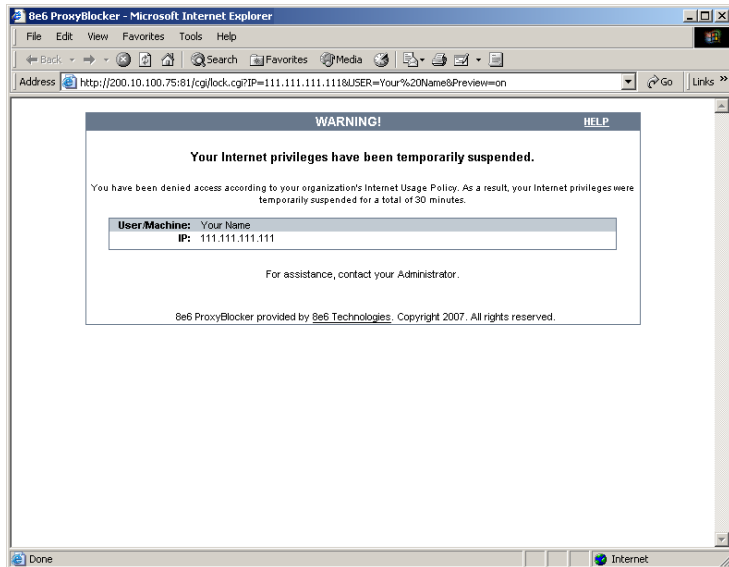 8e6 ProxyBlocker - Microsoft Internet Explorer
File Edit View Favorites Tools Help
Back Search Favorites Media
Address http://200.10.100.75:81/cgi/lock.cgi?IP=111.111.111.111&USER=Your%20Name&Preview=on Go Links »
WARNING! HELP
Your Internet privileges have been temporarily suspended.
You have been denied access according to your organization's Internet Usage Policy. As a result, your Internet privileges were
temporarily suspended for a total of 30 minutes.
User/Machine: Your Name
IP: 111.111.111.111
For assistance, contact your Administrator.
8e6 ProxyBlocker provided by 8e6 Technologies. Copyright 2007. All rights reserved.
Done Internet